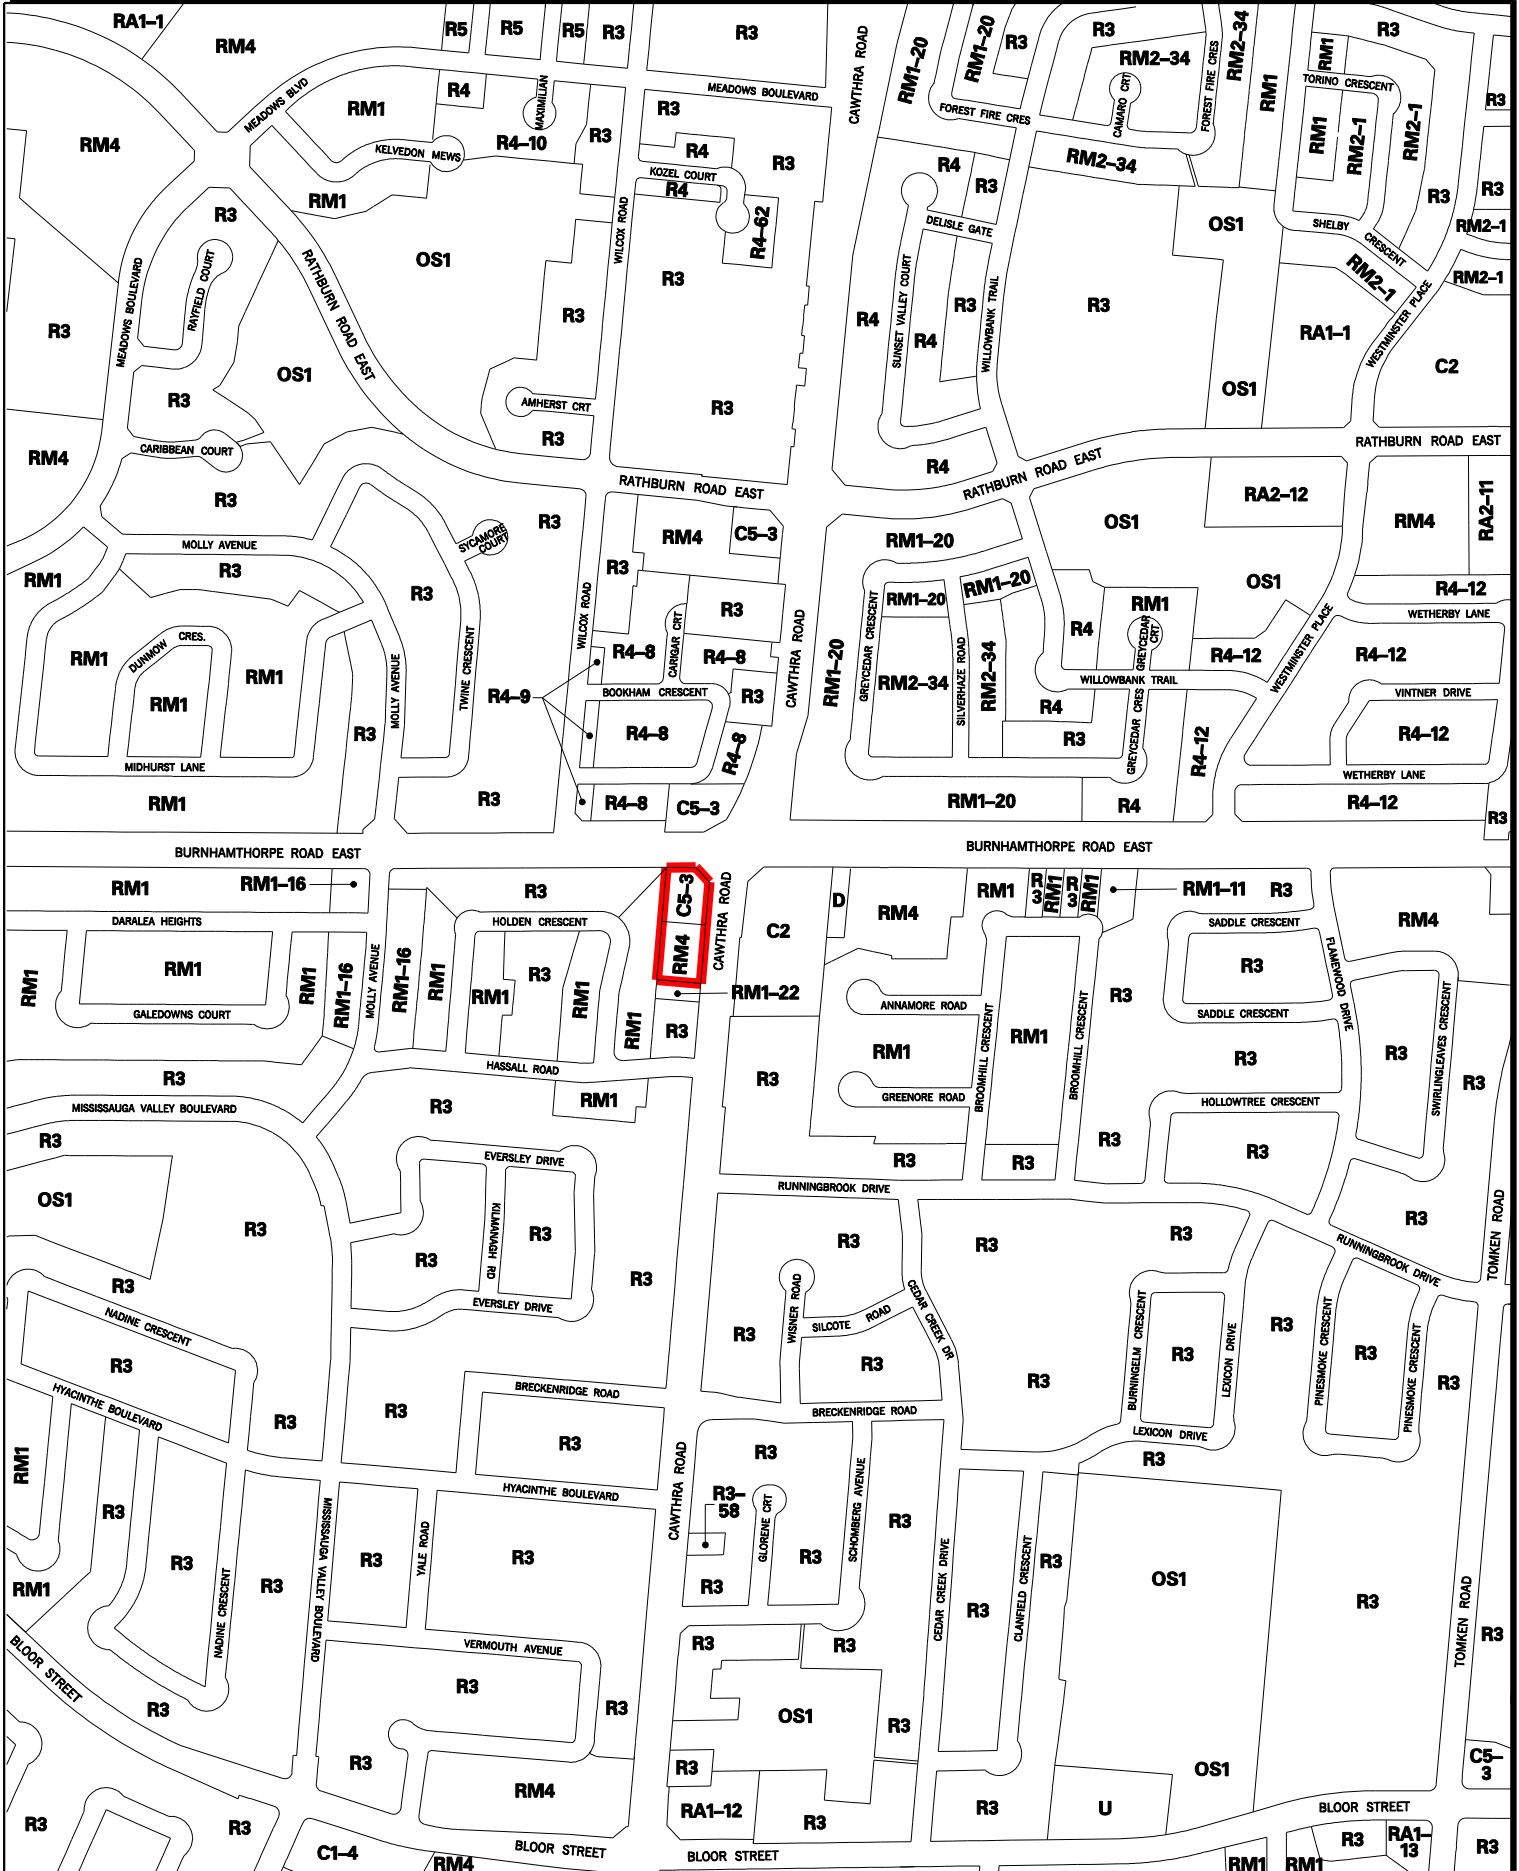 RA1–1
RM4
R5
R5
R5
R3
R3
CAWTHRA ROAD
RM1–20
RM1–20
R3
R3
RM2–34
FOREST FIRE CRES
RM2–34
RM1
RM1
R3
TORINO CRESCENT
R3
MEADOWS BLVD
RM1
R4
MAXIMILIAN
R4–10
R3
R3
MEADOWS BOULEVARD
FOREST FIRE CRES
CAMARO CRT
RM1
RM2–1
RM2–1
RM4
KELVEDON MEWS
R4
KOZEL COURT
R4
R3
R4–62
R4
R3
RM2–34
R3
R3
RM1
R3
WILCOX ROAD
DELISLE GATE
OS1
SHELBY
CRESCENT
RM2–1
RM2–1
RM2–1
MEADOWS BOULEVARD
RAYFIELD COURT
RATHBURN ROAD EAST
OS1
R3
R3
R4
SUNSET VALLEY COURT
R4
R3
WILLOWBANK TRAIL
R3
RA1–1
WESTMINSTER PLACE
C2
R3
R3
OS1
AMHERST CRT
R3
R3
OS1
RM4
CARIBBEAN COURT
R3
R4
RATHBURN ROAD EAST
RATHBURN ROAD EAST
RATHBURN ROAD EAST
R3
SYCAMORE
COURT
RM4
C5–3
RM1–20
OS1
RA2–12
RM4
RA2–11
MOLLY AVENUE
R3
RM1
R3
R3
WILCOX ROAD
R3
CARIGAR CRT
CAWTHRA ROAD
RM1–20
RM1–20
RM1–20
GREYCEDAR CRESCENT
OS1
R4–12
WETHERBY LANE
RM1
DUNMOW
CRES.
RM1
RM1
MOLLY AVENUE
TWINE CRESCENT
R3
R4–8
R4–8
R4–9
BOOKHAM CRESCENT
R3
R4–8
R4–8
RM2–34
SILVERHAZE ROAD
RM2–34
R4
RM1
GREYCEDAR
CRT
WILLOWBANK TRAIL
R4
R3
GREYCEDAR CRES
R4–12
WESTMINSTER PLACE
R4–12
VINTNER DRIVE
R4–12
R4–12
WETHERBY LANE
MIDHURST LANE
RM1
R3
R4–8
C5–3
RM1–20
R4
R4–12
R3
BURNHAMTHORPE ROAD EAST
BURNHAMTHORPE ROAD EAST
RM1
RM1–16
R3
C5–3
RM4
CAWTHRA ROAD
C2
D
RM4
RM1
R
3
RM1
R
3
RM1
RM1–11
R3
SADDLE CRESCENT
RM4
DARALEA HEIGHTS
HOLDEN CRESCENT
RM1
RM1
RM1
RM1–16
MOLLY AVENUE
RM1–16
RM1
RM1
R3
RM1
RM1
RM1–22
R3
GALEDOWNS COURT
ANNAMORE ROAD
RM1
GREENORE ROAD
BROOMHILL CRESCENT
RM1
BROOMHILL CRESCENT
R3
R3
SADDLE CRESCENT
FLAMEWOOD DRIVE
R3
SWIRLINGLEAVES CRESCENT
R3
R3
HASSALL ROAD
RM1
R3
R3
R3
HOLLOWTREE CRESCENT
MISSISSAUGA VALLEY BOULEVARD
R3
R3
R3
R3
R3
OS1
R3
EVERSLEY DRIVE
KILMANAGH RD
R3
R3
EVERSLEY DRIVE
R3
RUNNINGBROOK DRIVE
R3
R3
R3
R3
RUNNINGBROOK DRIVE
TOMKEN ROAD
R3
NADINE CRESCENT
R3
WISNER ROAD
SILCOTE
ROAD
CEDAR CREEK DR
R3
R3
R3
BURNINGELM CRESCENT
R3
LEXICON DRIVE
LEXICON DRIVE
R3
PINESMOKE CRESCENT
R3
PINESMOKE CRESCENT
R3
HYACINTHE BOULEVARD
R3
R3
BRECKENRIDGE ROAD
R3
BRECKENRIDGE ROAD
R3
R3
RM1
R3
HYACINTHE BOULEVARD
CAWTHRA ROAD
R3–
58
GLORENE CRT
R3
SCHOMBERG AVENUE
R3
R3
R3
NADINE CRESCENT
R3
MISSISSAUGA VALLEY BOULEVARD
R3
YALE ROAD
R3
R3
CEDAR CREEK DRIVE
R3
CLANFIELD CRESCENT
R3
OS1
R3
TOMKEN ROAD
R3
RM1
BLOOR STREET
VERMOUTH AVENUE
R3
R3
R3
R3
R3
OS1
R3
R3
R3
RM4
R3
RA1–12
R3
R3
OS1
U
C5–
3
R3
R3
C1–4
RM4
BLOOR STREET
BLOOR STREET
BLOOR STREET
RM1
RM1
R3
RA1–
13
R3